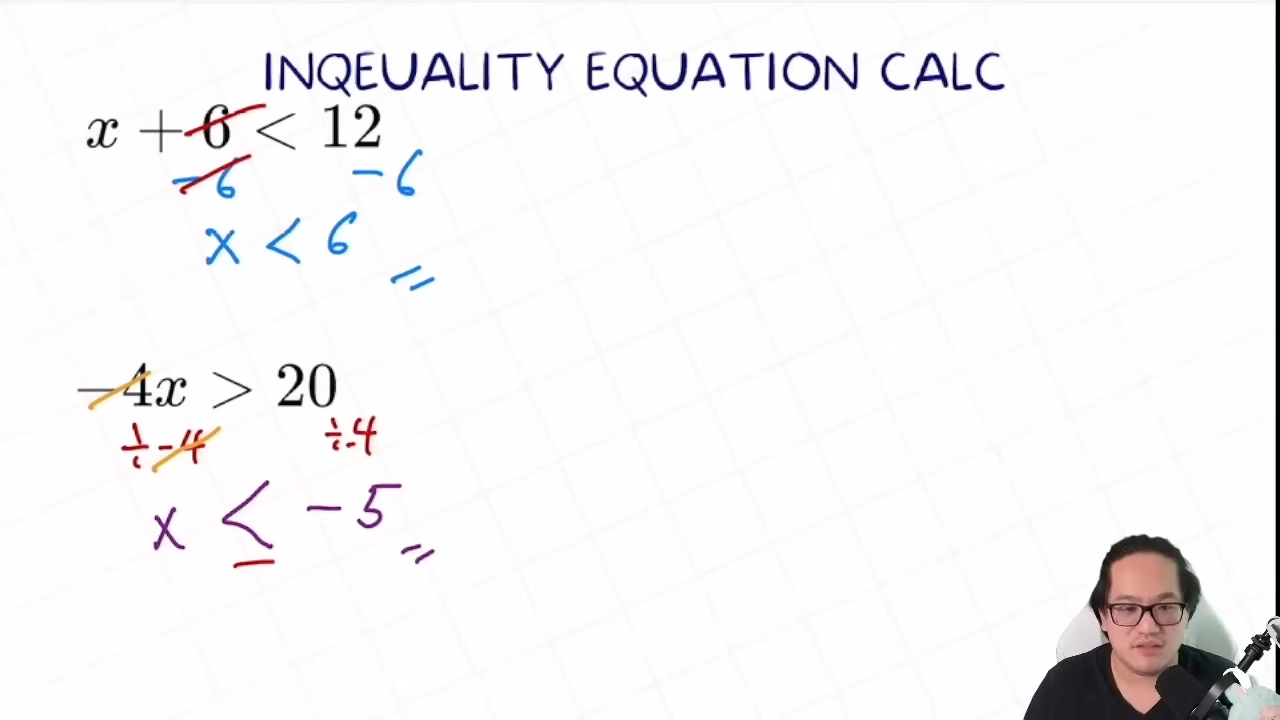 INQEUALITY EQUATION CALC
x + 6 < 12
-6 -6
x < 6
-4x > 20
÷-4 ÷-4
x < -5